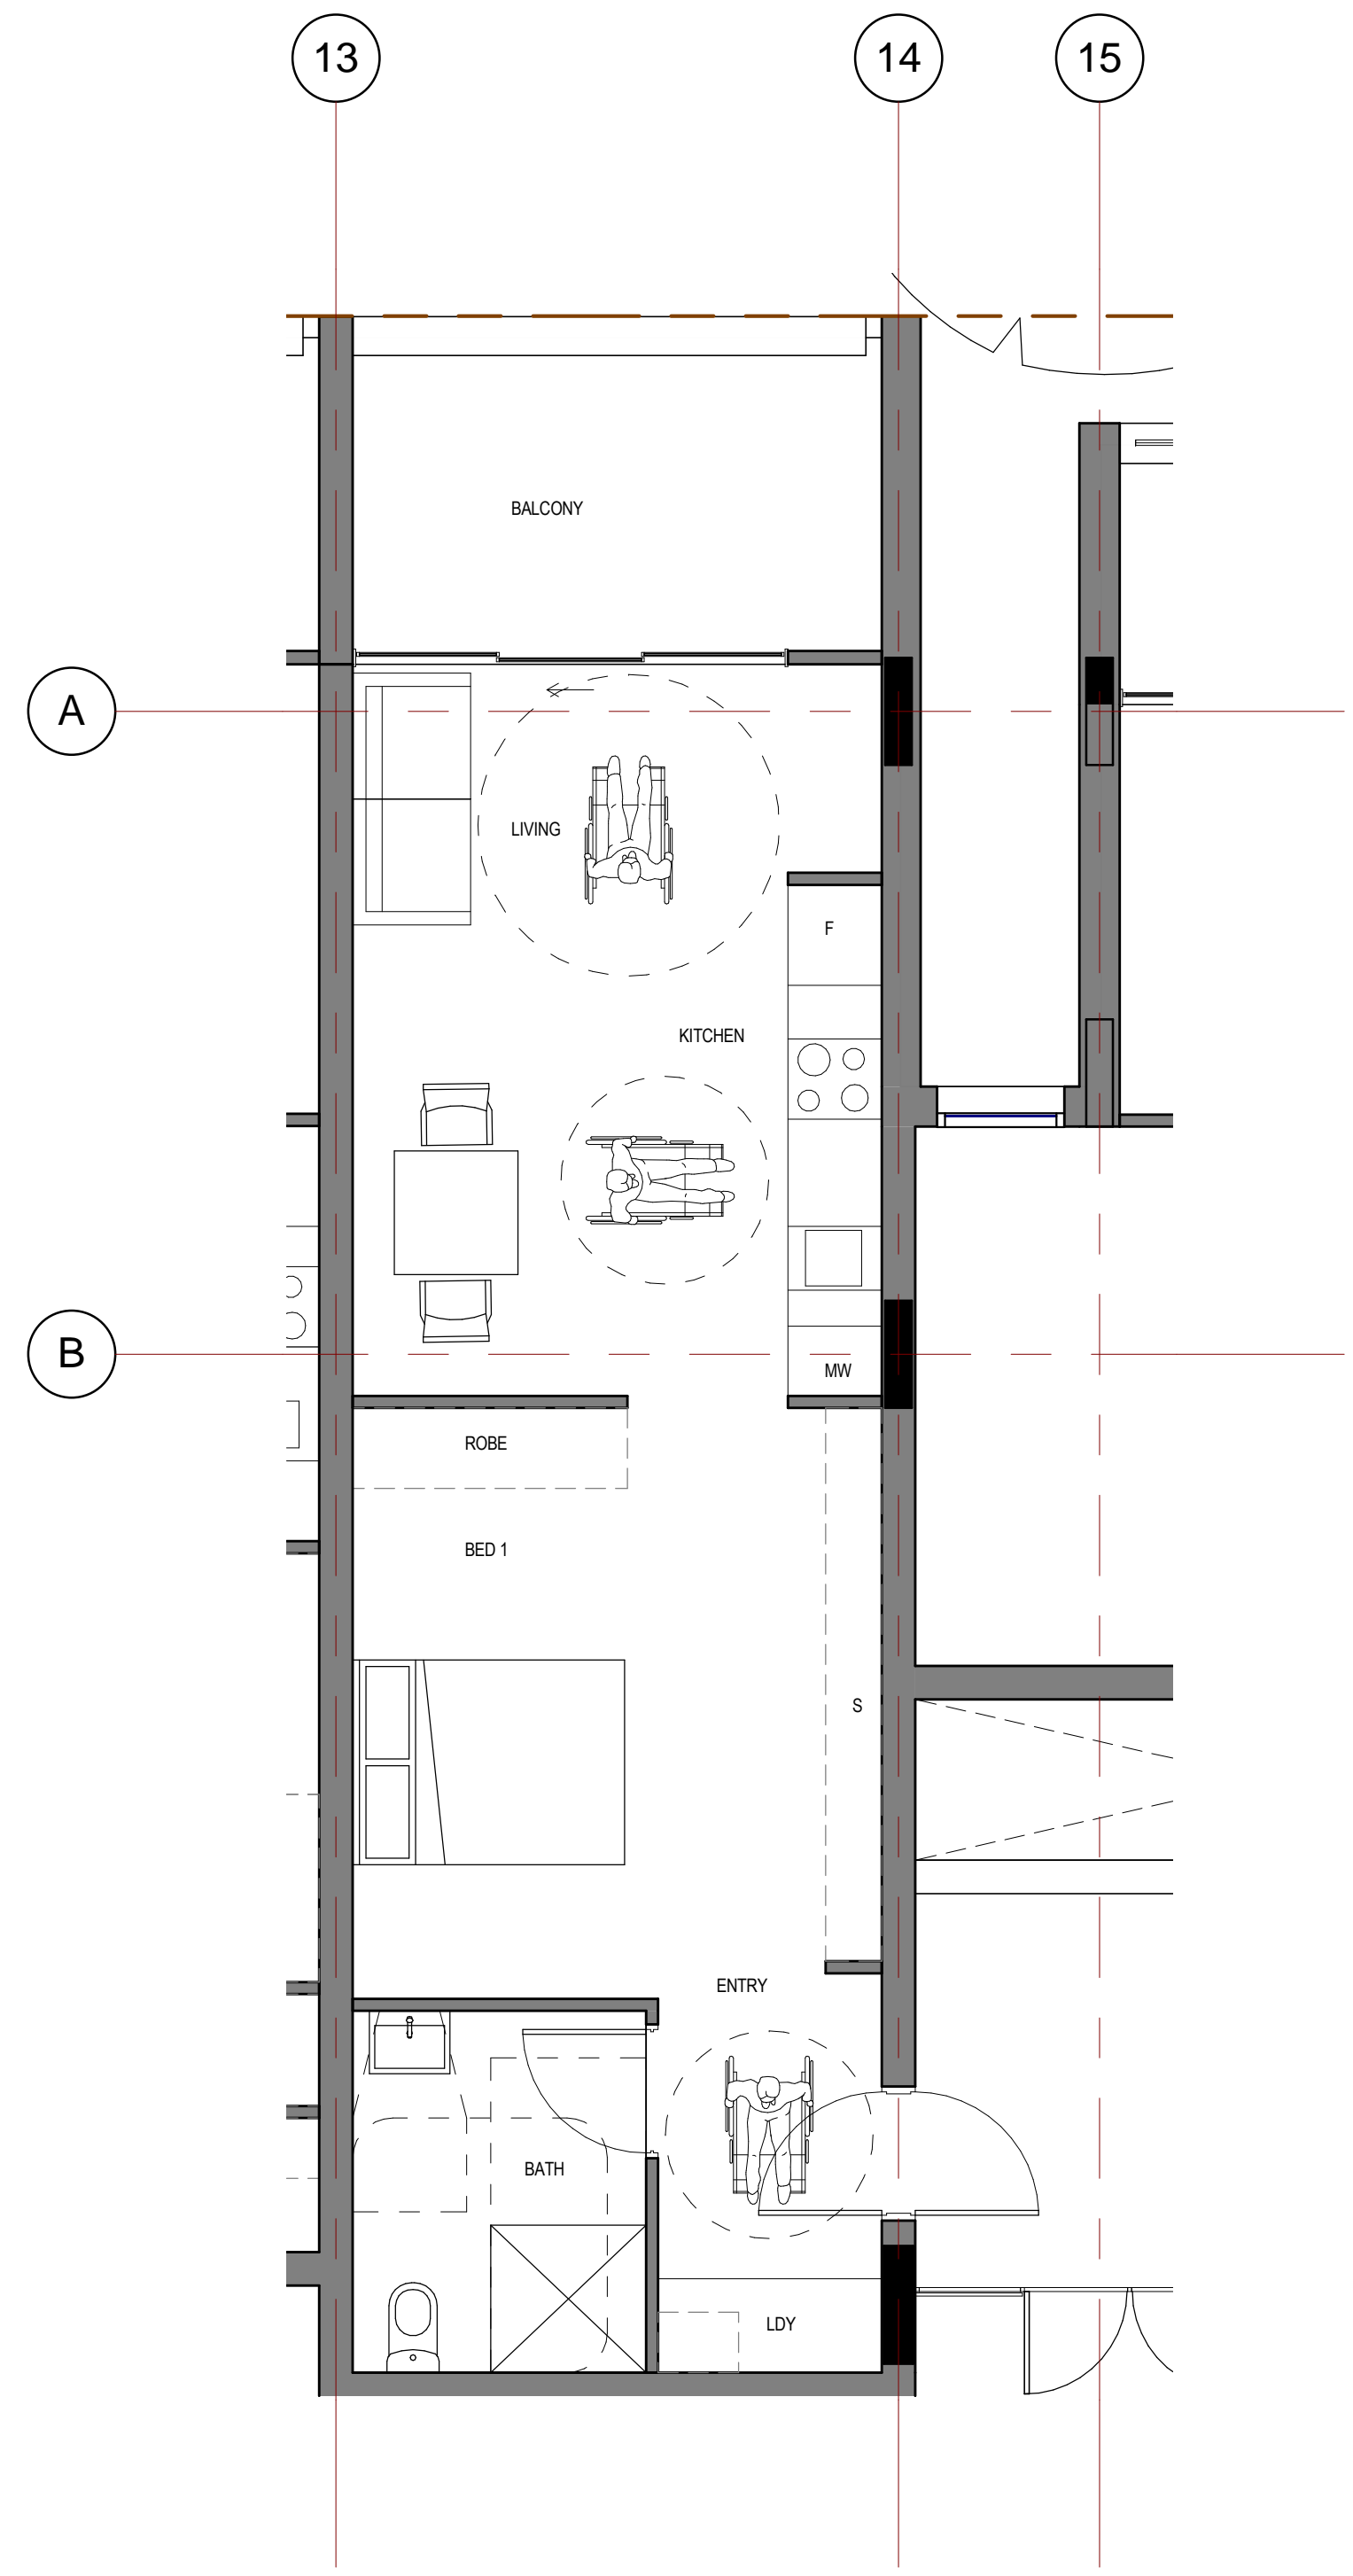 13
14
15
BALCONY
A
LIVING
F
KITCHEN
B
MW
ROBE
BED 1
S
ENTRY
BATH
LDY